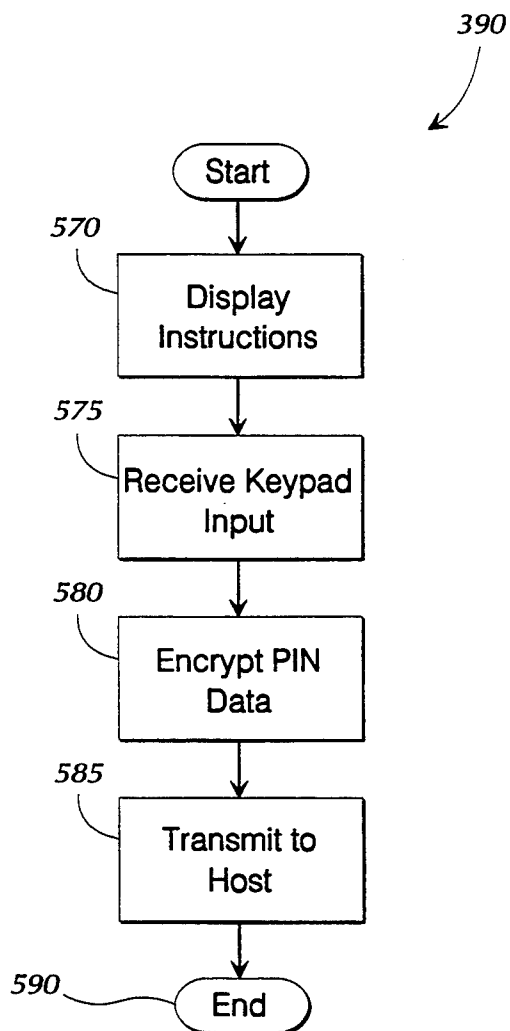 390
Start
570
Display
Instructions
575
Receive Keypad
Input
580
Encrypt PIN
Data
585
Transmit to
Host
590
End